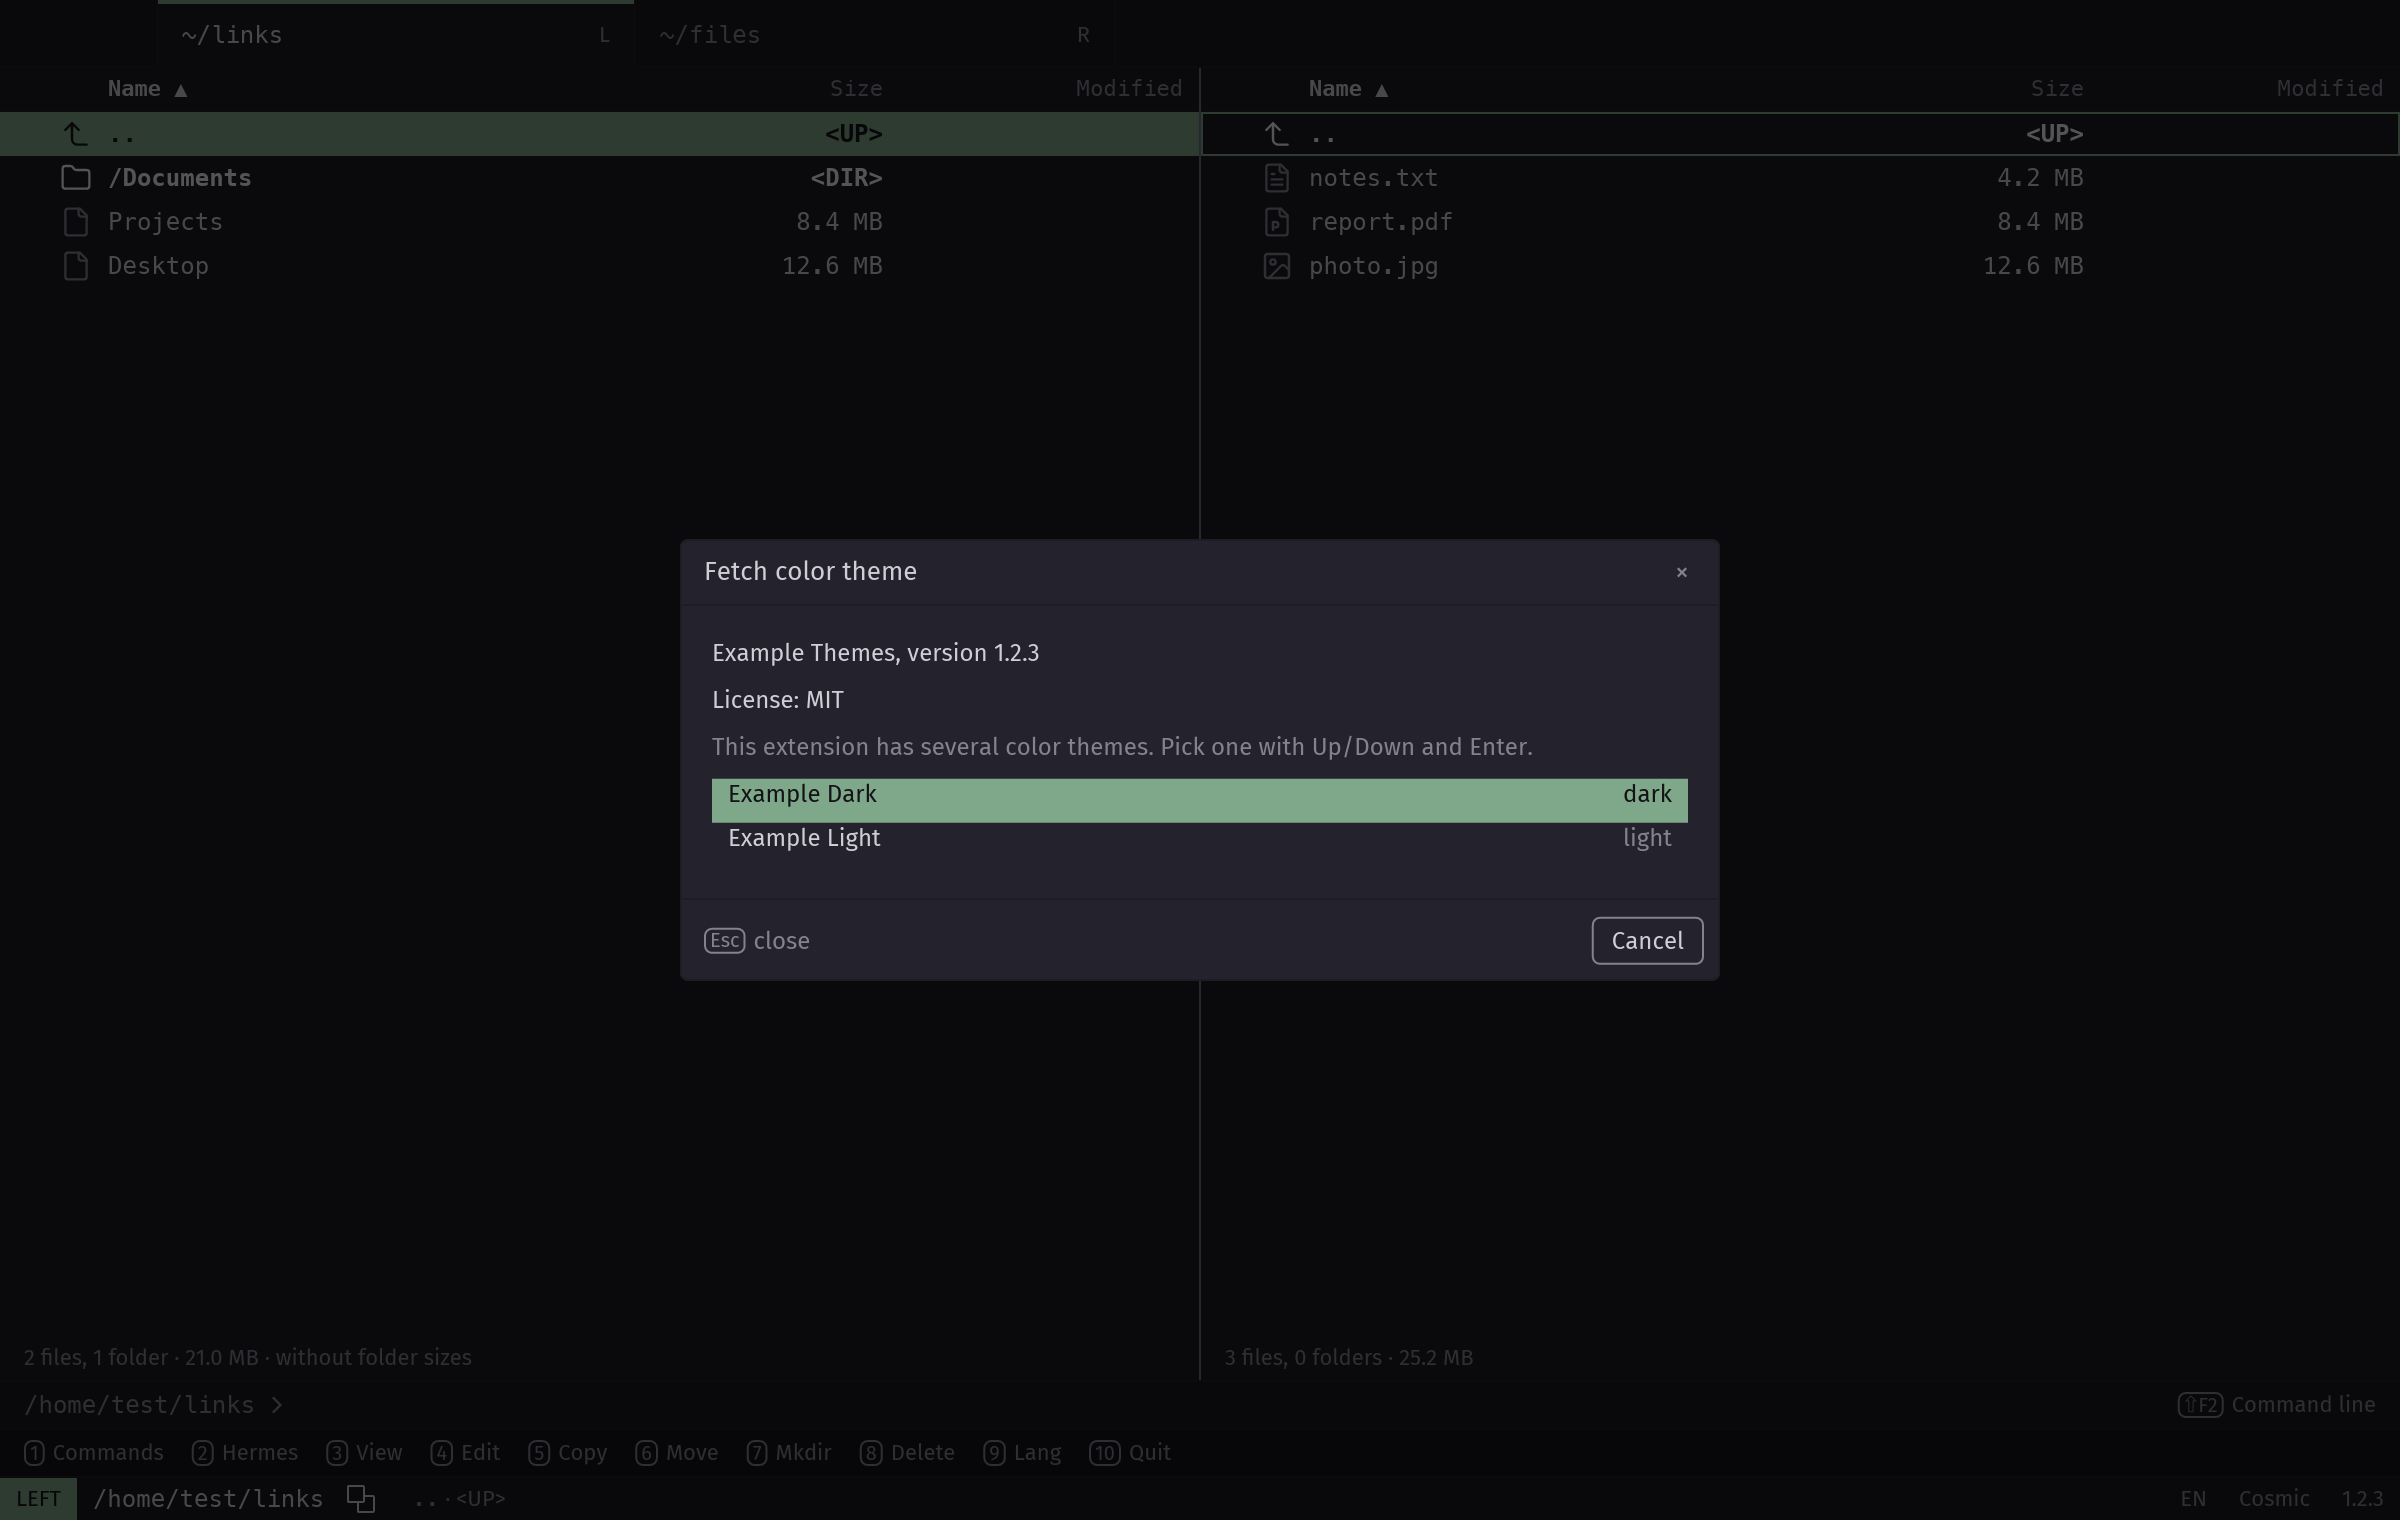 ~/links L ~/files R
Name ▲ Size Modified Name ▲ Size Modified
.. <UP> .. <UP>
/Documents <DIR> notes.txt 4.2 MB
Projects 8.4 MB report.pdf 8.4 MB
Desktop 12.6 MB photo.jpg 12.6 MB
Fetch color theme ×
Example Themes, version 1.2.3
License: MIT
This extension has several color themes. Pick one with Up/Down and Enter.
Example Dark dark
Example Light light
Esc close Cancel
2 files, 1 folder · 21.0 MB · without folder sizes 3 files, 0 folders · 25.2 MB
/home/test/links > ⇧F2 Command line
1 Commands 2 Hermes 3 View 4 Edit 5 Copy 6 Move 7 Mkdir 8 Delete 9 Lang 10 Quit
LEFT /home/test/links .. · <UP> EN Cosmic 1.2.3